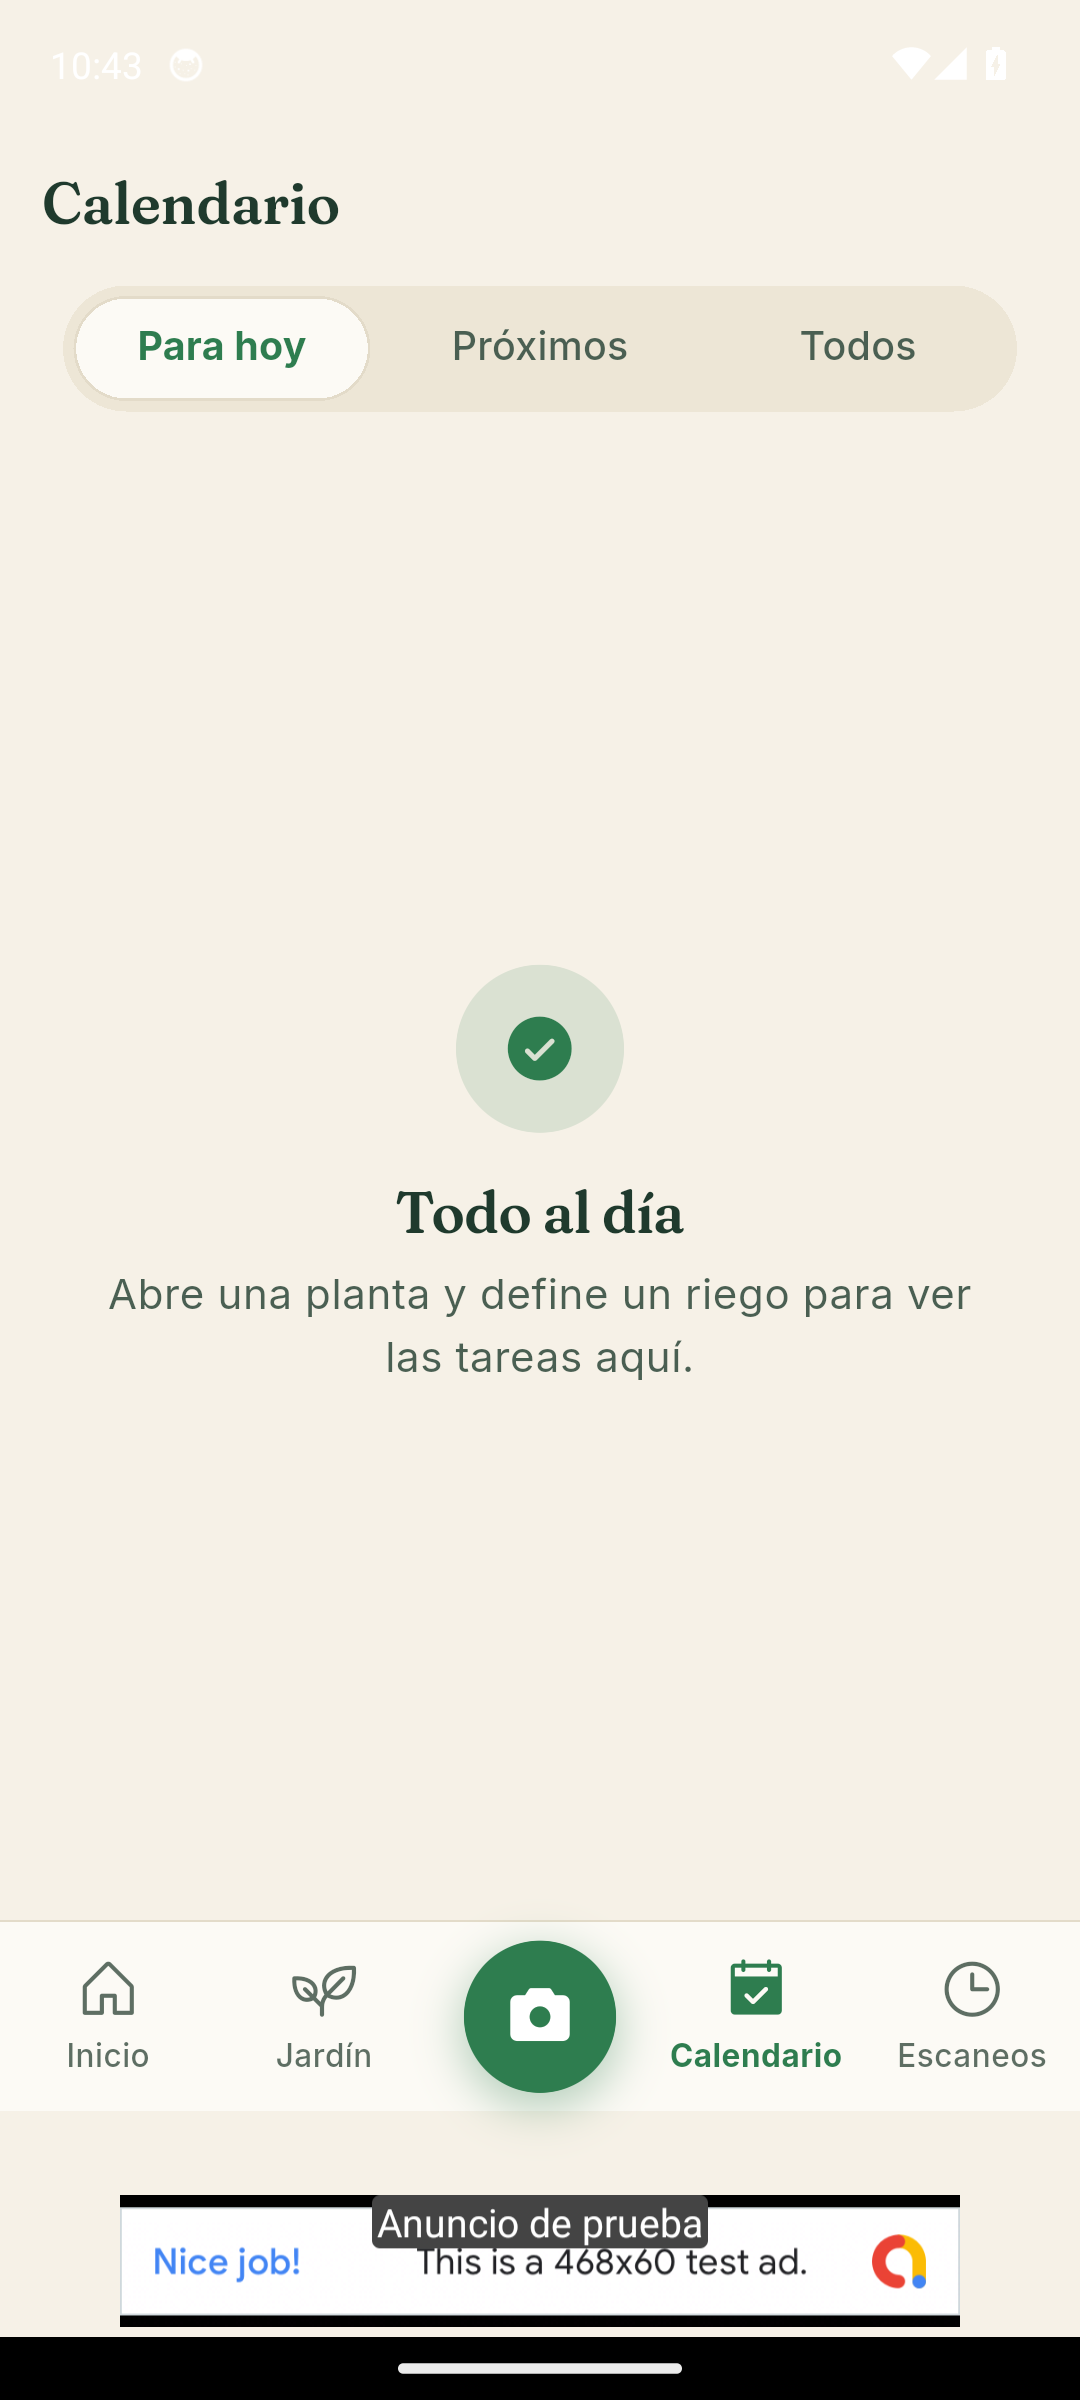 10:43
Calendario
Para hoy
Próximos
Todos
Todo al día
Abre una planta y define un riego para ver
las tareas aquí.
Inicio
Jardín
Calendario
Escaneos
Anuncio de prueba
Nice job!
This is a 468x60 test ad.